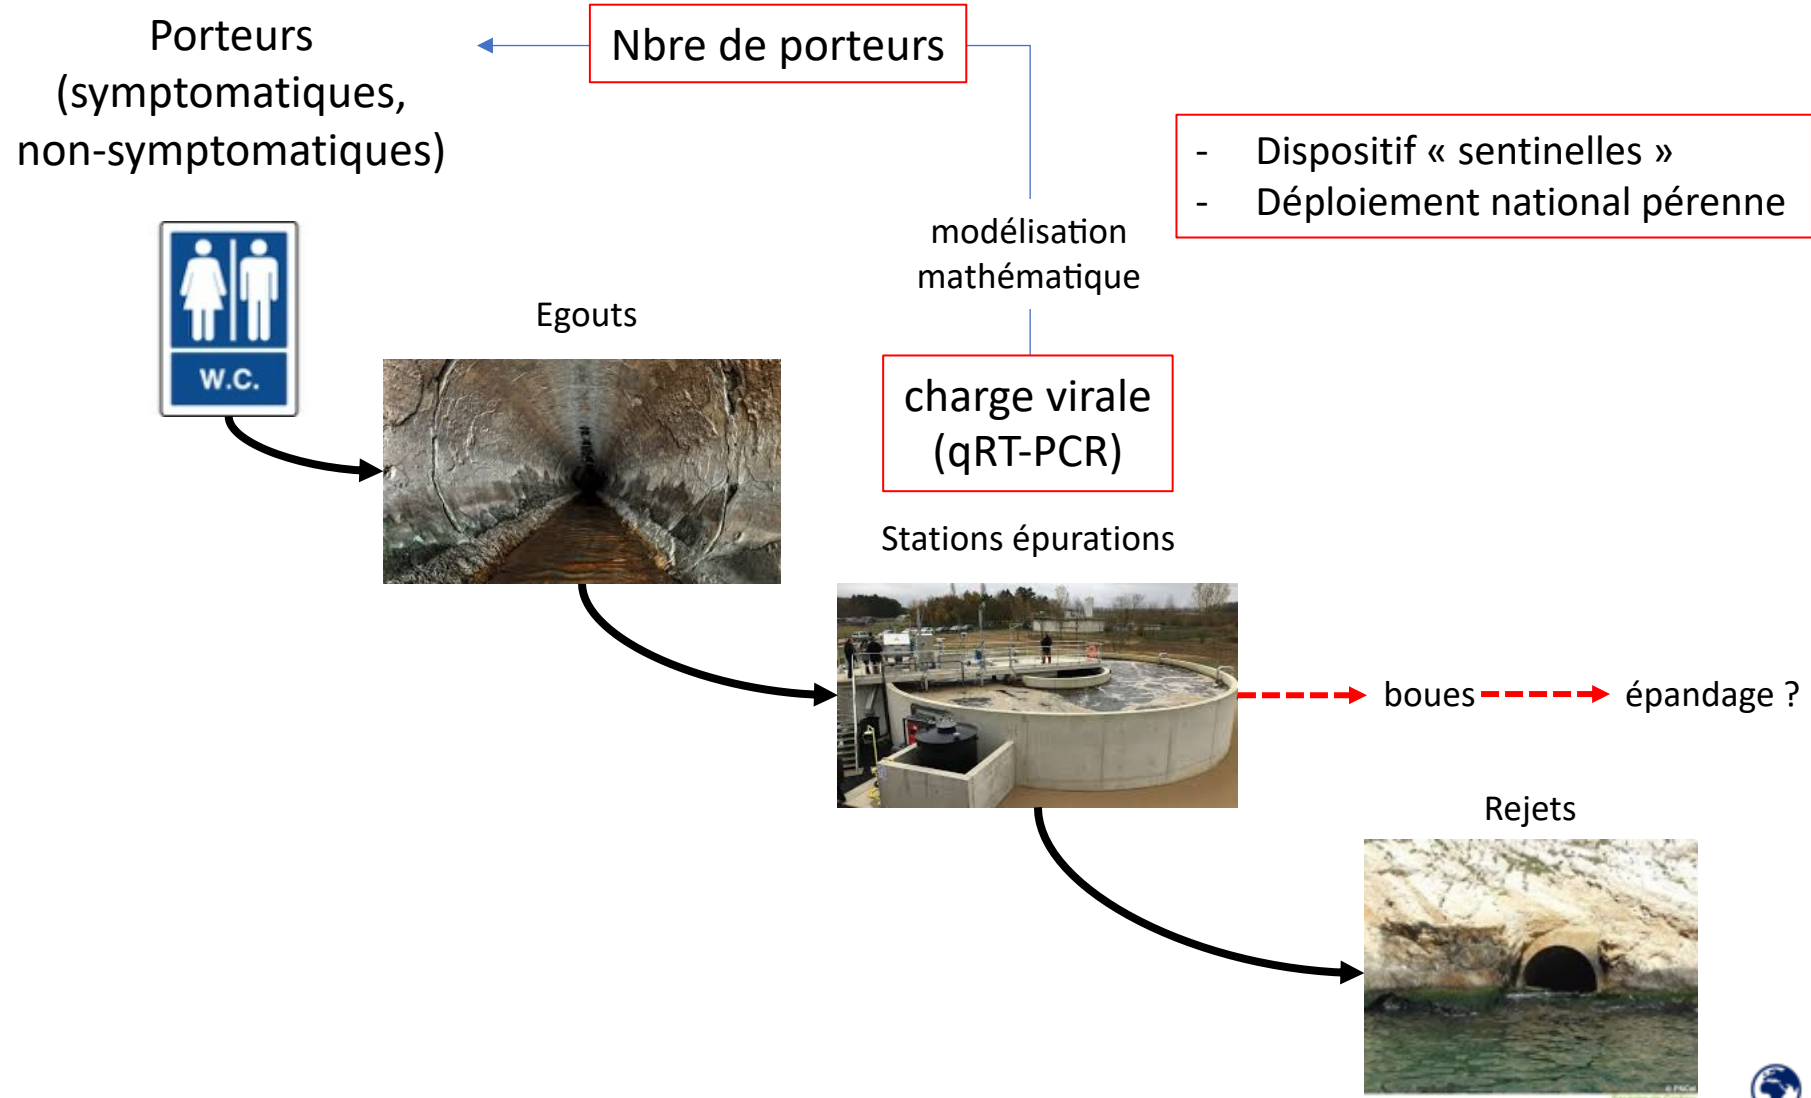 Porteurs
(symptomatiques,
non-symptomatiques)
Nbre de porteurs
- Dispositif « sentinelles »
- Déploiement national pérenne
modélisation
mathématique
W.C.
Egouts
charge virale
(qRT-PCR)
Stations épurations
boues
épandage ?
Rejets